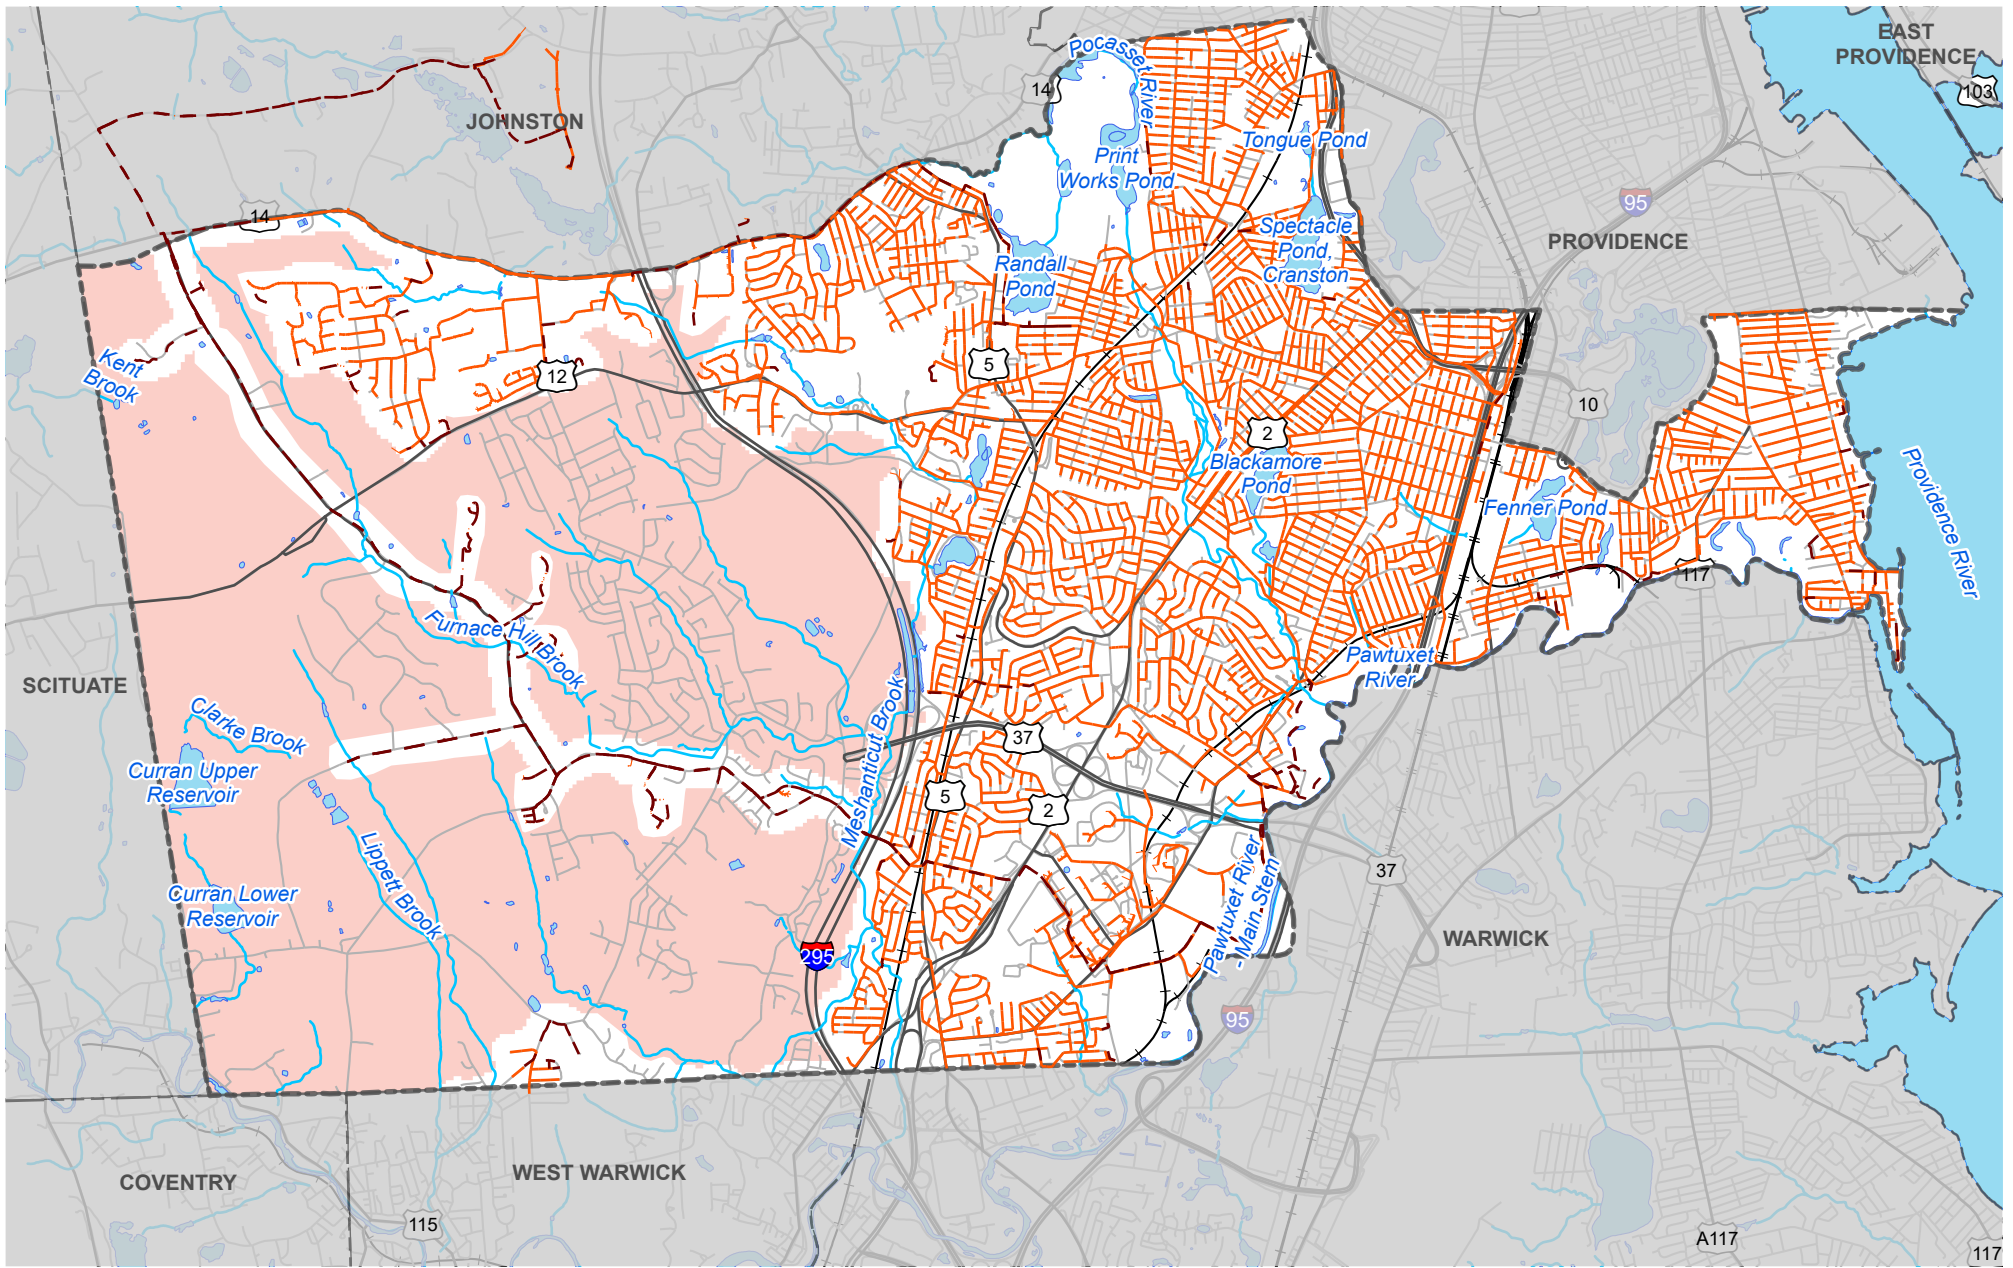 EAST
PROVIDENCE
103
Pocasset River
14
JOHNSTON
Tongue Pond
Print
Works Pond
95
14
Spectacle
Pond,
Cranston
PROVIDENCE
Randall
Pond
Kent
Brook
12
5
10
2
Blackamore
Pond
Fenner Pond
Providence River
117
Furnace Hill Brook
Pawtuxet
River
SCITUATE
Clarke Brook
Meshanticut Brook
37
Curran Upper
Reservoir
5
2
Lippett Brook
37
Curran Lower
Reservoir
Pawtuxet River
- Main Stem
295
WARWICK
95
COVENTRY
WEST WARWICK
115
A117
117